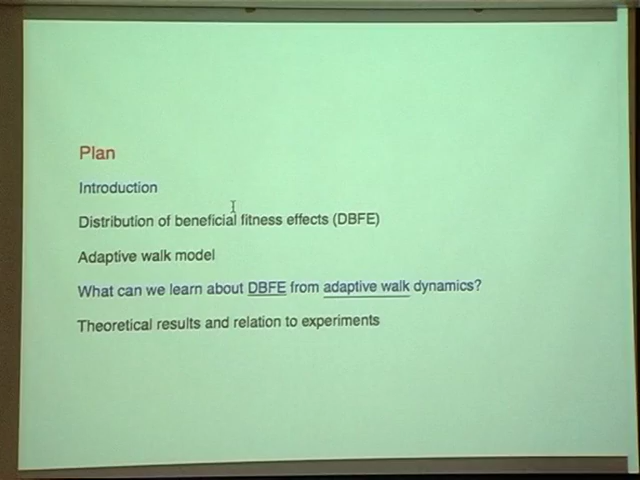 Plan
Introduction
Distribution of beneficial fitness effects (DBFE)
Adaptive walk model
What can we learn about DBFE from adaptive walk dynamics?
Theoretical results and relation to experiments